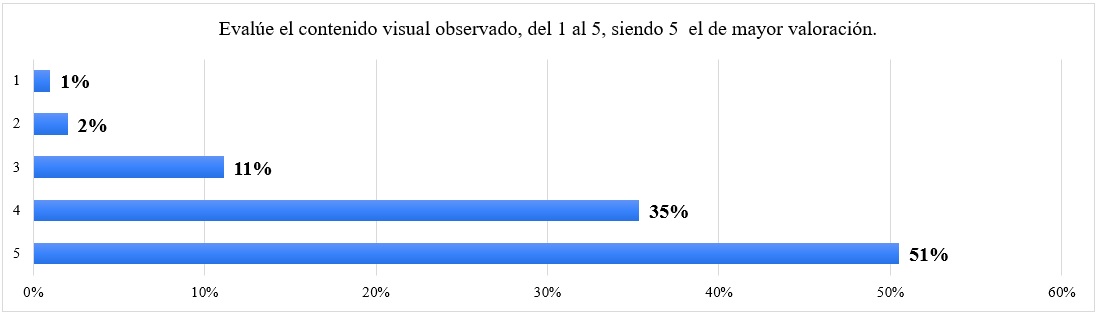 Evalúe el contenido visual observado, del 1 al 5, siendo 5  el de mayor valoración.
1 1%
2 2%
3 11%
4 35%
5 51%
0% 10% 20% 30% 40% 50% 60%